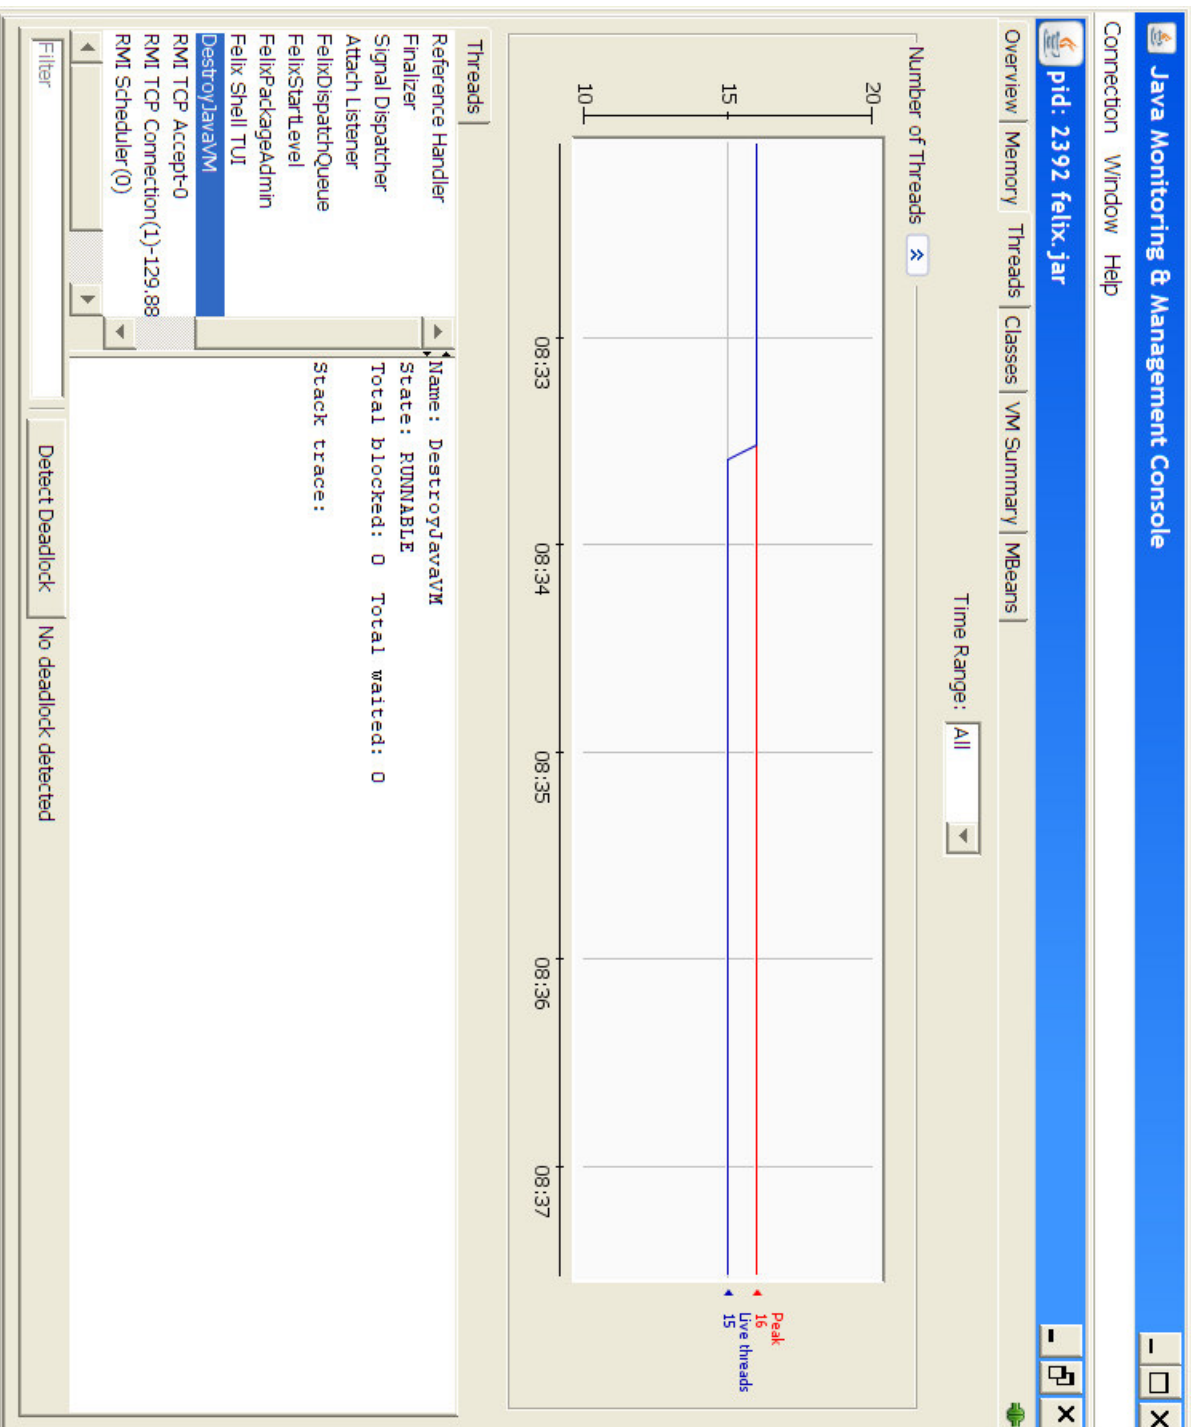 Java Monitoring & Management Console
Connection Window Help
pid: 2392 felix.jar
Overview Memory Threads Classes VM Summary MBeans
Time Range: All
Number of Threads
20
15
10
Peak
16
Live threads
15
08:33 08:34 08:35 08:36 08:37
Threads
Reference Handler
Finalizer
Signal Dispatcher
Attach Listener
FelixDispatchQueue
FelixStartLevel
FelixPackageAdmin
Felix Shell TUI
DestroyJavaVM
RMI TCP Accept-0
RMI TCP Connection(1)-129.88
RMI Scheduler(0)
Name: DestroyJavaVM
State: RUNNABLE
Total blocked: 0 Total waited: 0
Stack trace:
Filter
Detect Deadlock
No deadlock detected